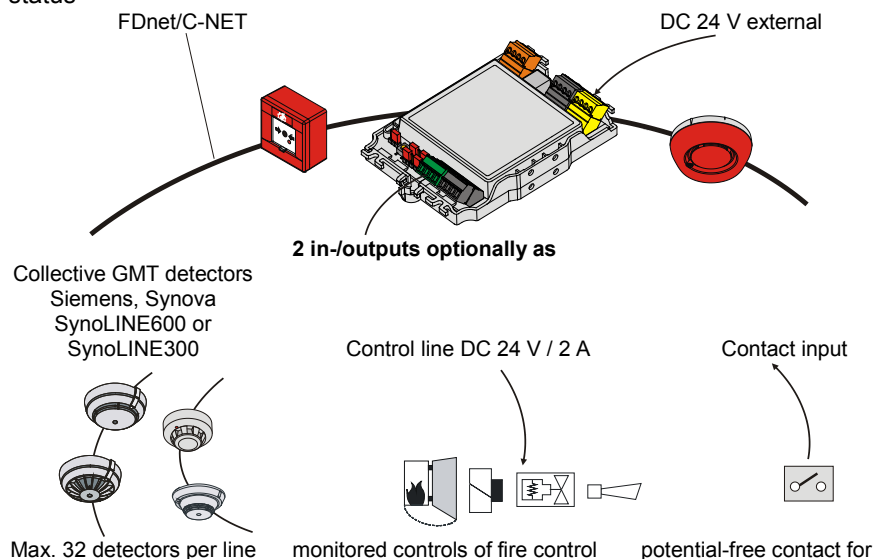 status
FDnet/C-NET
DC 24 V external
2 in-/outputs optionally as
Collective GMT detectors
Siemens, Synova
SynoLINE600 or
SynoLINE300
Control line DC 24 V / 2 A
Contact input
Max. 32 detectors per line
monitored controls of fire control
potential-free contact for